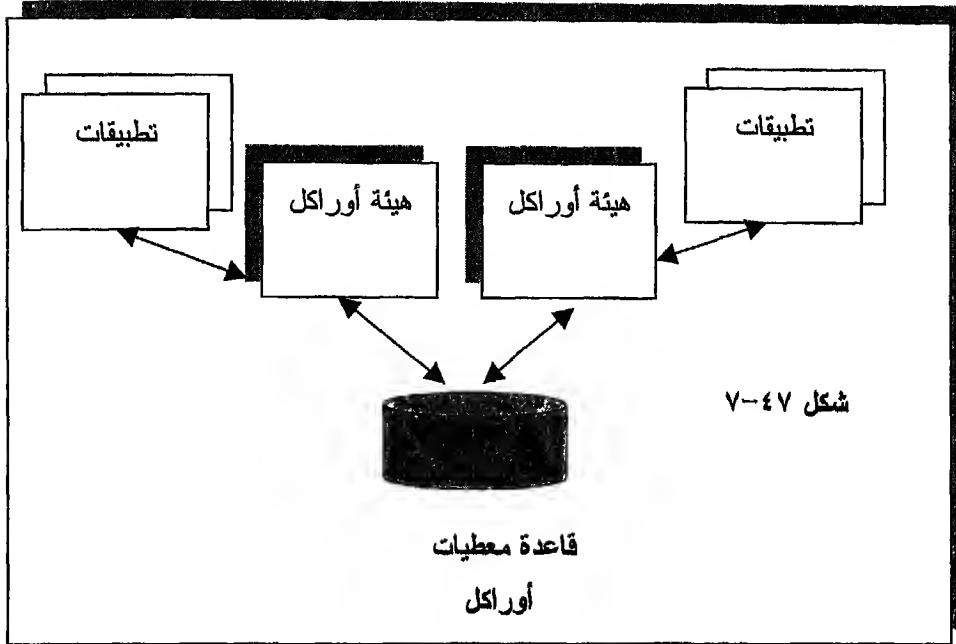 تطبيقات
تطبيقات
هيئة أوراكل
هيئة أوراكل
شكل ٤٧-٧
قاعدة معطيات
أوراكل